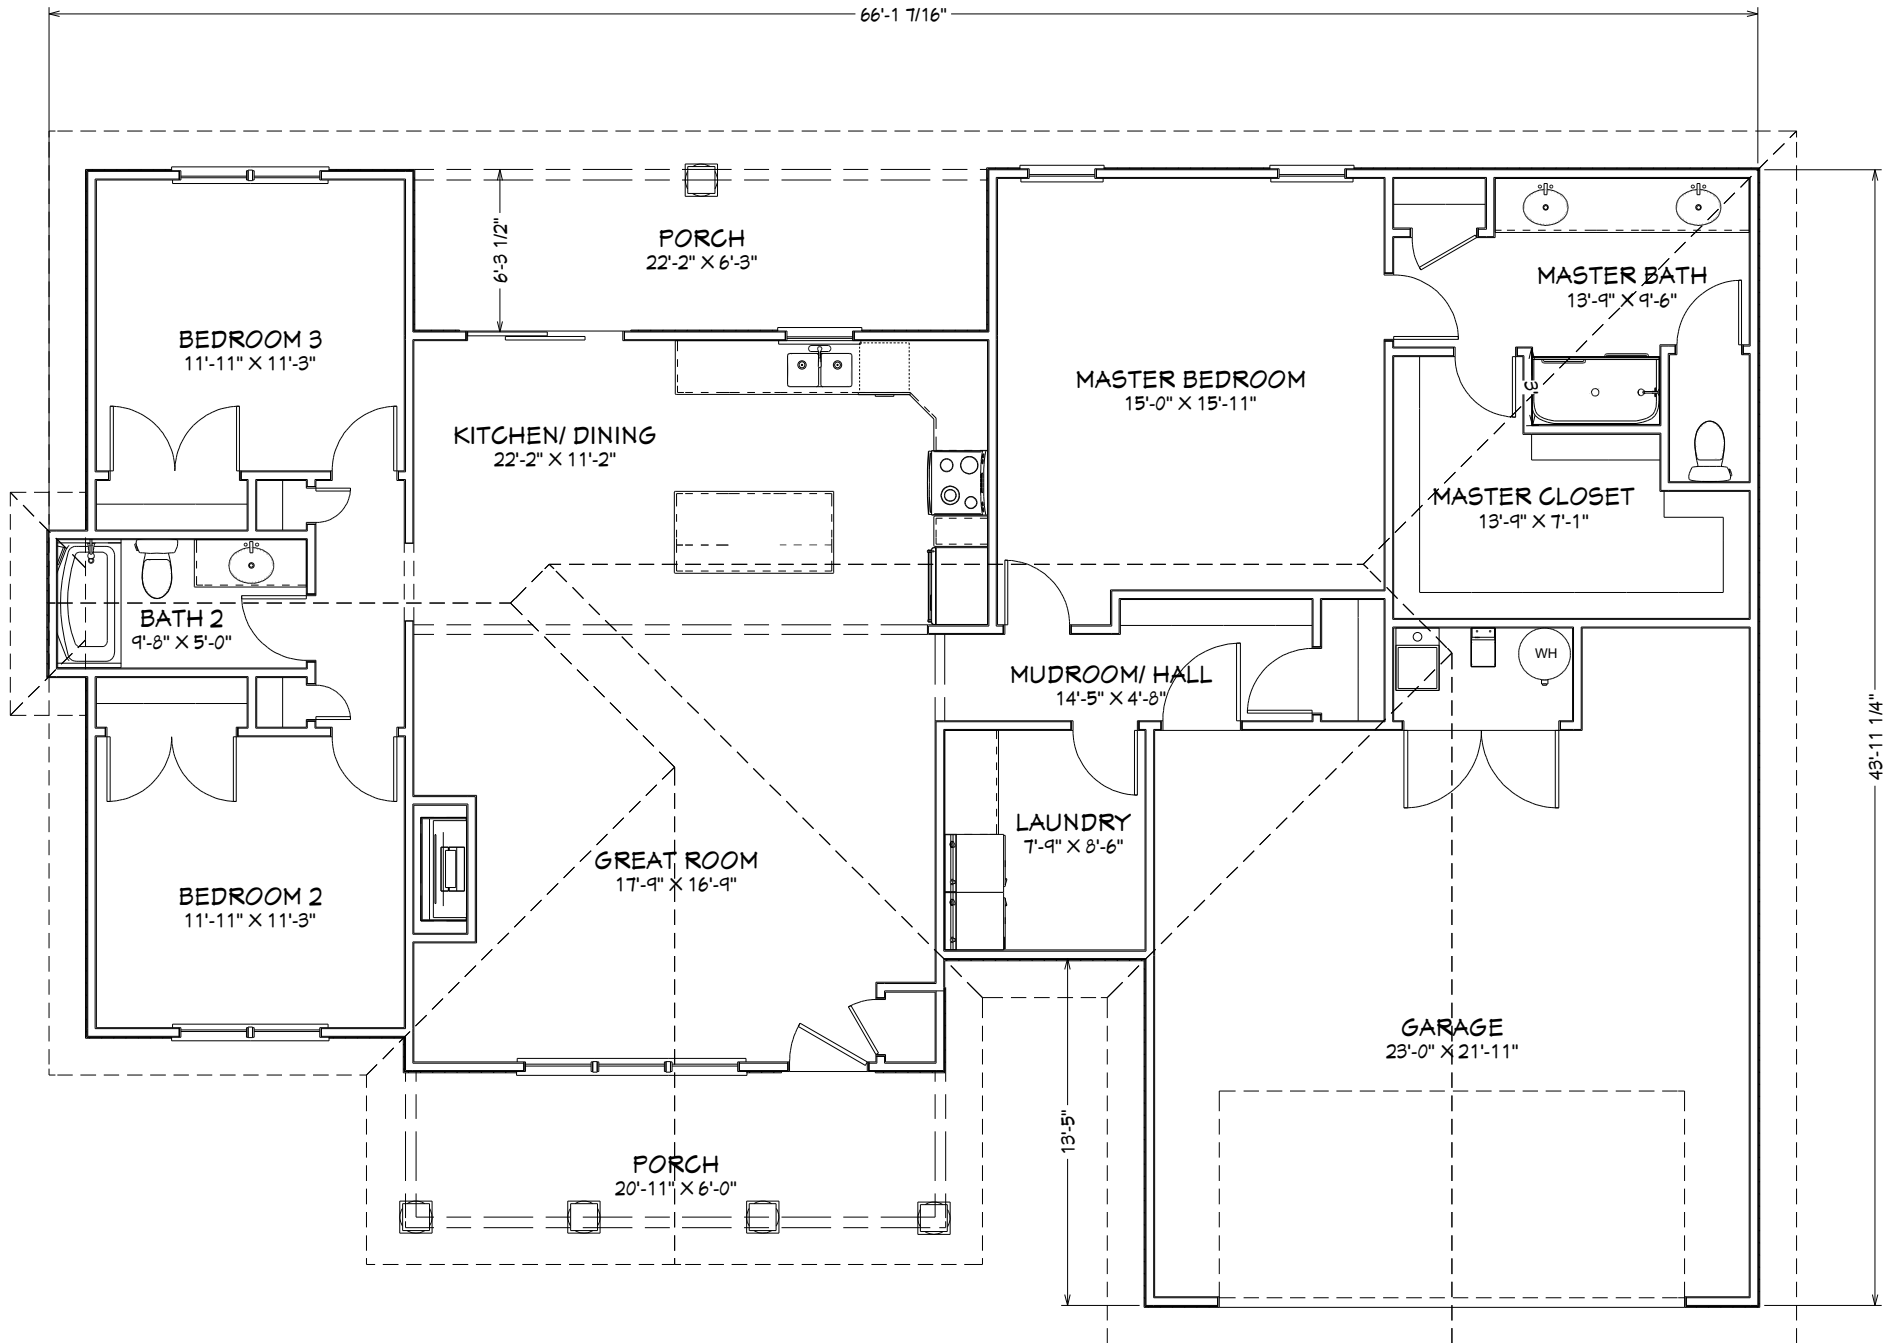 66'-1 7/16"
6'-3 1/2"
PORCH
22'-2" X 6'-3"
MASTER BATH
13'-9" X 9'-6"
BEDROOM 3
11'-11" X 11'-3"
MASTER BEDROOM
15'-0" X 15'-11"
3'
KITCHEN/ DINING
22'-2" X 11'-2"
MASTER CLOSET
13'-9" X 7'-1"
BATH 2
9'-8" X 5'-0"
WH
MUDROOM/ HALL
14'-5" X 4'-8"
43'-11 1/4"
LAUNDRY
7'-9" X 8'-6"
GREAT ROOM
17'-9" X 16'-9"
BEDROOM 2
11'-11" X 11'-3"
GARAGE
23'-0" X 21'-11"
13'-5"
PORCH
20'-11" X 6'-0"